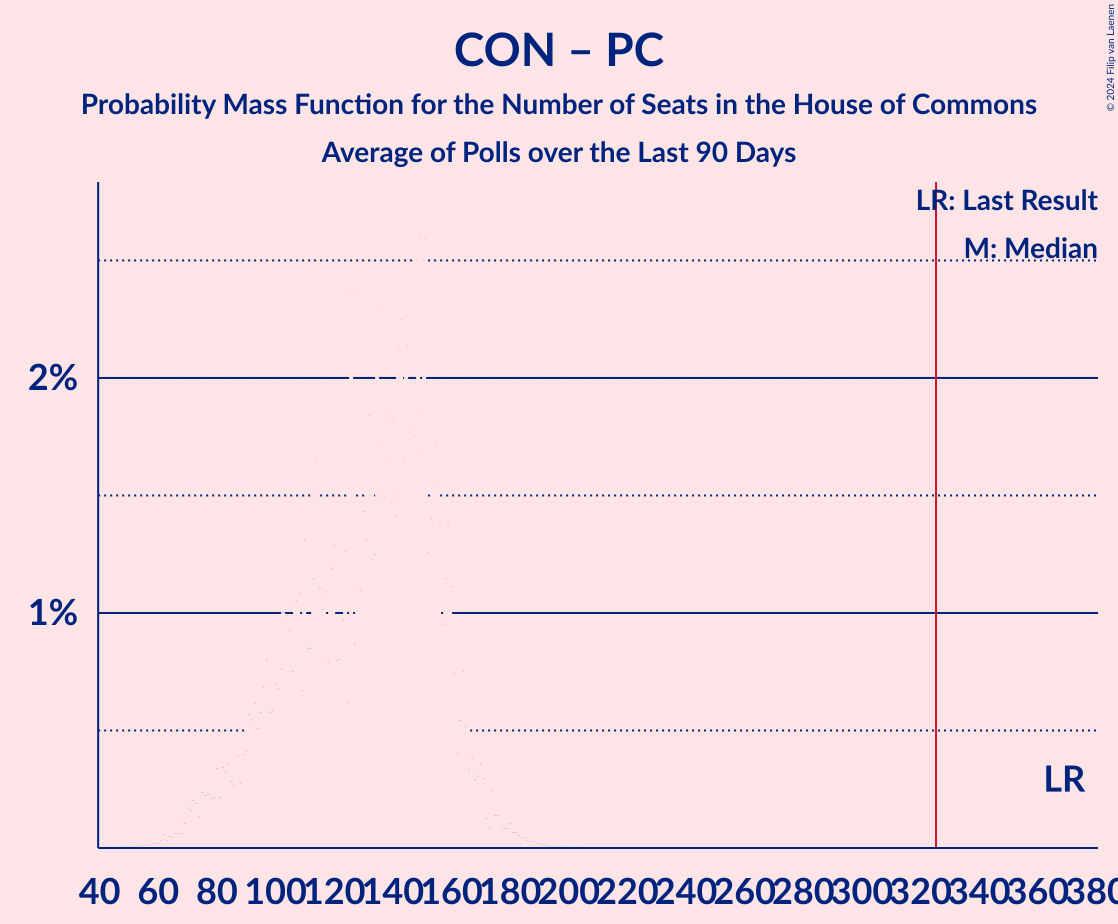 CON – PC
Probability Mass Function for the Number of Seats in the House of Commons
Average of Polls over the Last 90 Days
© 2024 Filip van Laenen
LR: Last Result
M: Median
2%
1%
LR
40 60 80 100 120 140 160 180 200 220 240 260 280 300 320 340 360 380